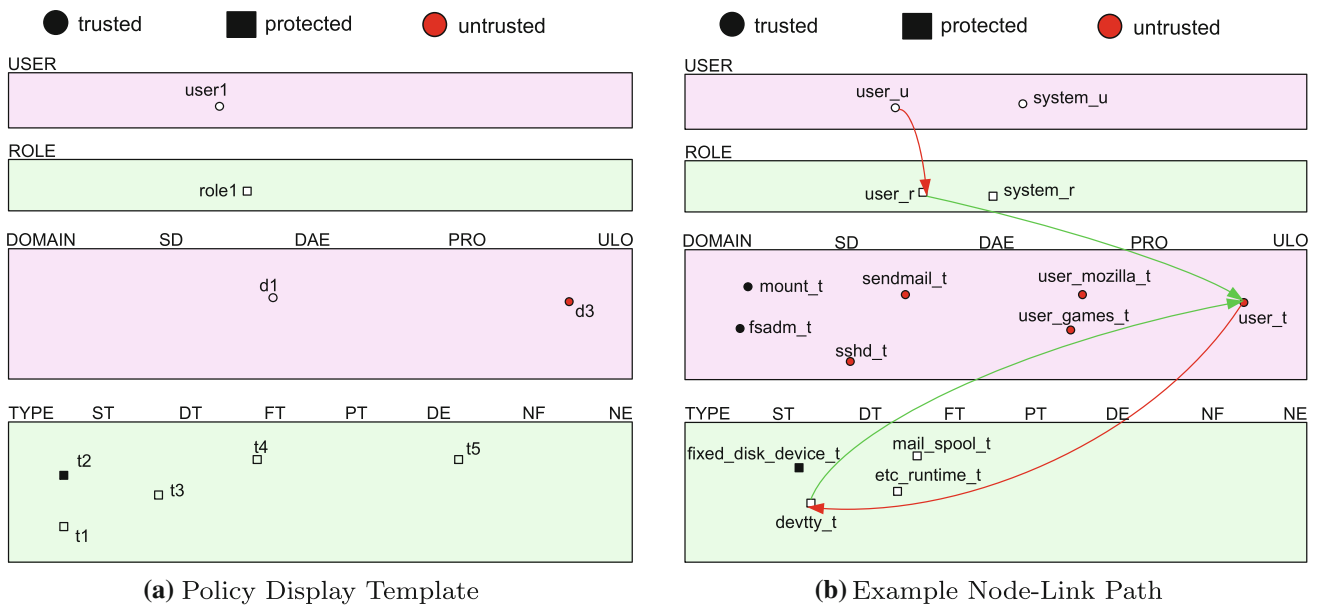 trusted protected untrusted
USER
user1
ROLE
role1
DOMAIN SD DAE PRO ULO
d1
d3
TYPE ST DT FT PT DE NF NE
t2
t4
t5
t3
t1
(a) Policy Display Template
trusted protected untrusted
USER
user_u
system_u
ROLE
user_r
system_r
DOMAIN SD DAE PRO ULO
mount_t
sendmail_t
user_mozilla_t
fsadm_t
user_games_t
user_t
sshd_t
TYPE ST DT FT PT DE NF NE
fixed_disk_device_t
mail_spool_t
etc_runtime_t
devtty_t
(b) Example Node-Link Path